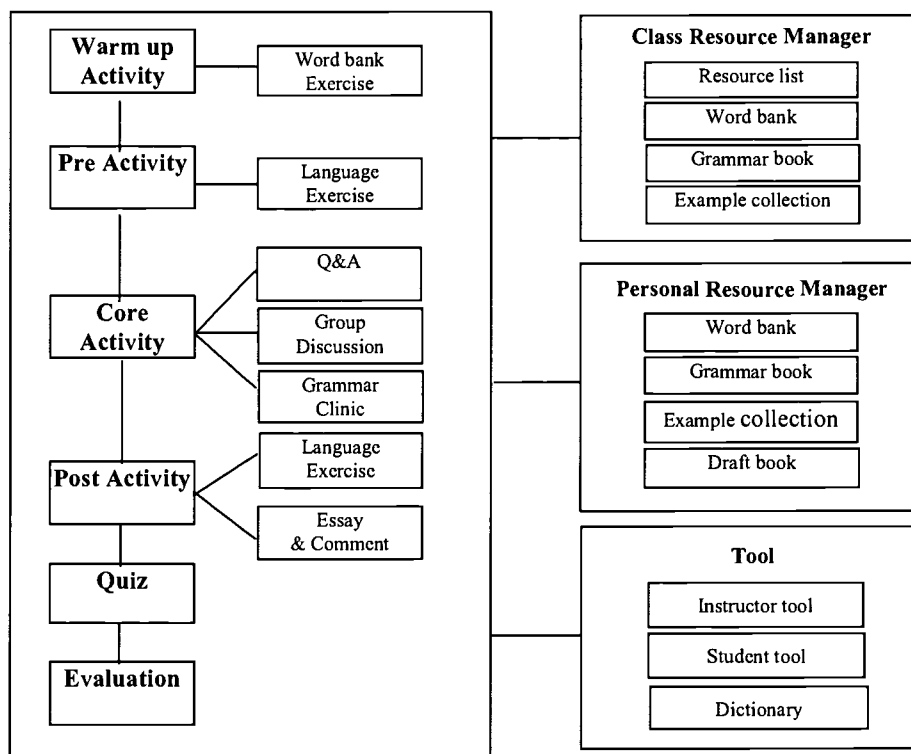 Warm up
Activity
Word bank
Exercise
Pre Activity
Language
Exercise
Core
Activity
Q&A
Group
Discussion
Grammar
Clinic
Post Activity
Language
Exercise
Essay
& Comment
Quiz
Evaluation
Class Resource Manager
Resource list
Word bank
Grammar book
Example collection
Personal Resource Manager
Word bank
Grammar book
Example collection
Draft book
Tool
Instructor tool
Student tool
Dictionary